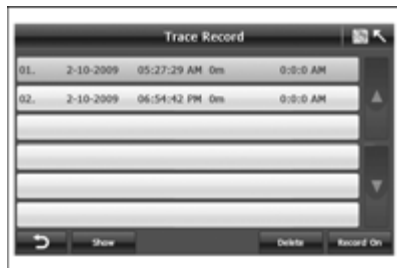 Trace Record
01. 2-10-2009 05:27:29 AM 0m 0:0:0 AM
02. 2-10-2009 06:54:42 PM 0m 0:0:0 AM
Show Delete Record On